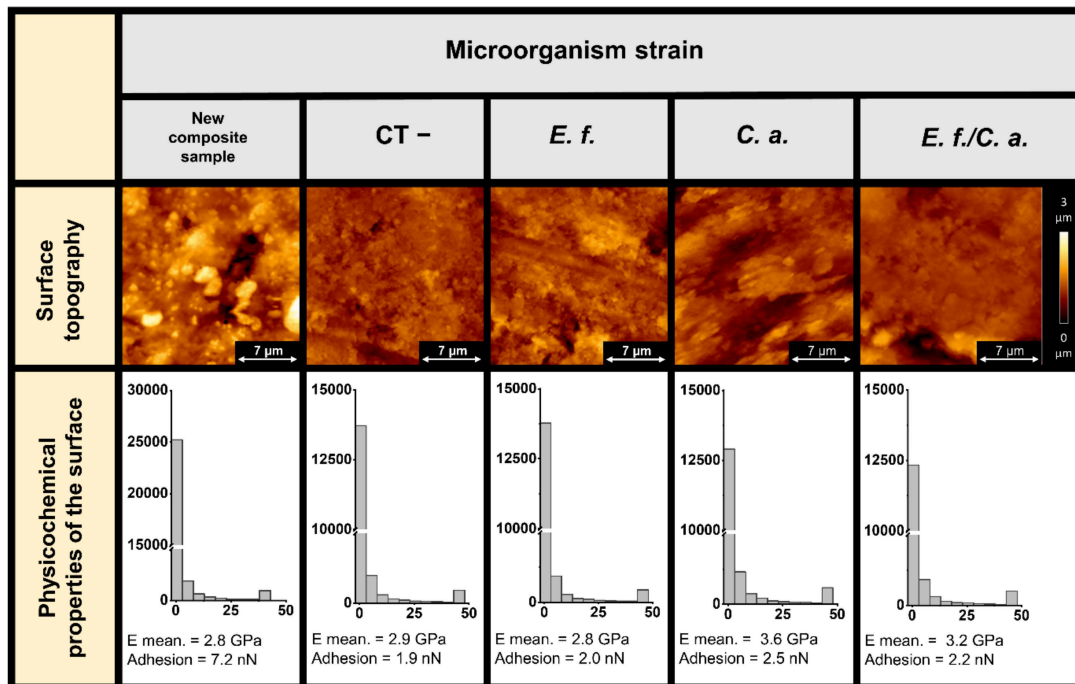 Microorganism strain
New
composite
sample
CT −
E. f.
C. a.
E. f./C. a.
Surface
topography
7 µm
7 µm
7 µm
7 µm
7 µm
3
µm
0
µm
Physicochemical
properties of the surface
30000
25000
20000
15000
0
0
25
50
E mean. = 2.8 GPa
Adhesion = 7.2 nN
15000
12500
10000
0
0
25
50
E mean. = 2.9 GPa
Adhesion = 1.9 nN
15000
12500
10000
0
0
25
50
E mean. = 2.8 GPa
Adhesion = 2.0 nN
15000
12500
10000
0
0
25
50
E mean. = 3.6 GPa
Adhesion = 2.5 nN
15000
12500
10000
0
0
25
50
E mean. = 3.2 GPa
Adhesion = 2.2 nN